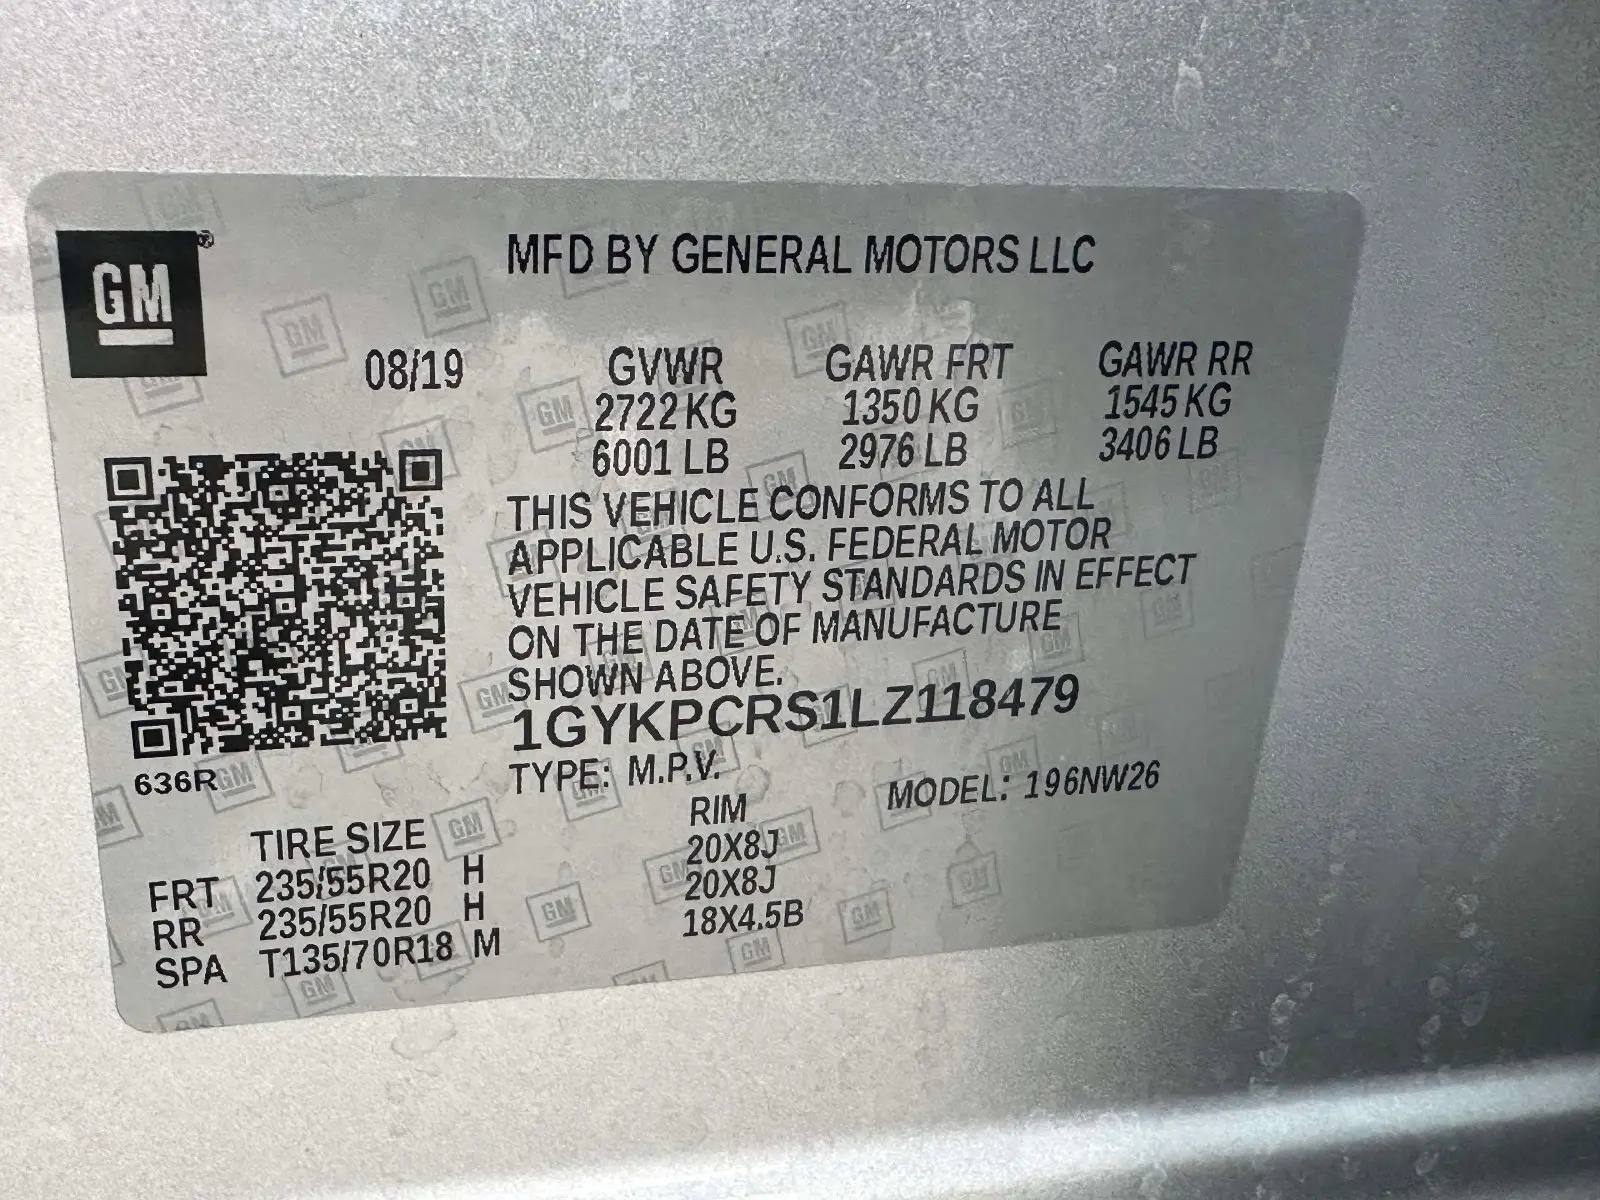 GM®
MFD BY GENERAL MOTORS LLC
08/19 GVWR GAWR FRT GAWR RR
2722 KG 1350 KG 1545 KG
6001 LB 2976 LB 3406 LB
THIS VEHICLE CONFORMS TO ALL
APPLICABLE U.S. FEDERAL MOTOR
VEHICLE SAFETY STANDARDS IN EFFECT
ON THE DATE OF MANUFACTURE
SHOWN ABOVE.
1GYKPCRS1LZ118479
636R
TYPE: M.P.V. MODEL: 196NW26
TIRE SIZE RIM
FRT 235/55R20 H 20X8J
RR 235/55R20 H 20X8J
SPA T135/70R18 M 18X4.5B